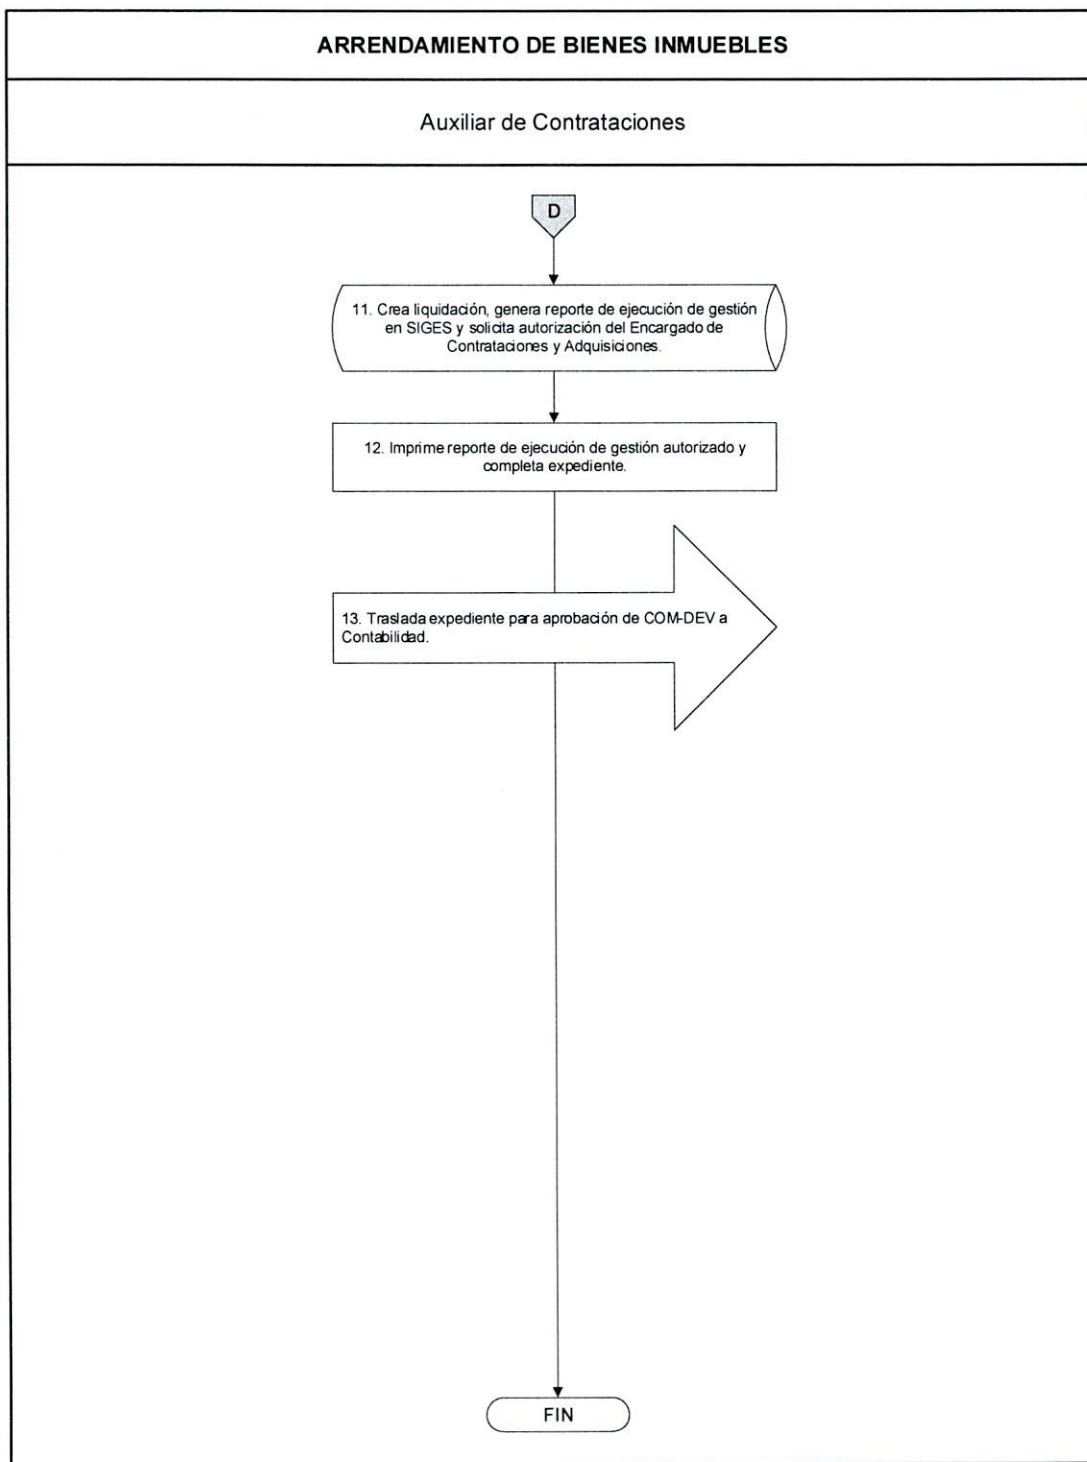 ARRENDAMIENTO DE BIENES INMUEBLES
Auxiliar de Contrataciones
D
11. Crea liquidación, genera reporte de ejecución de gestión
en SIGES y solicita autorización del Encargado de
Contrataciones y Adquisiciones.
12. Imprime reporte de ejecución de gestión autorizado y
completa expediente.
13. Traslada expediente para aprobación de COM-DEV a
Contabilidad.
FIN